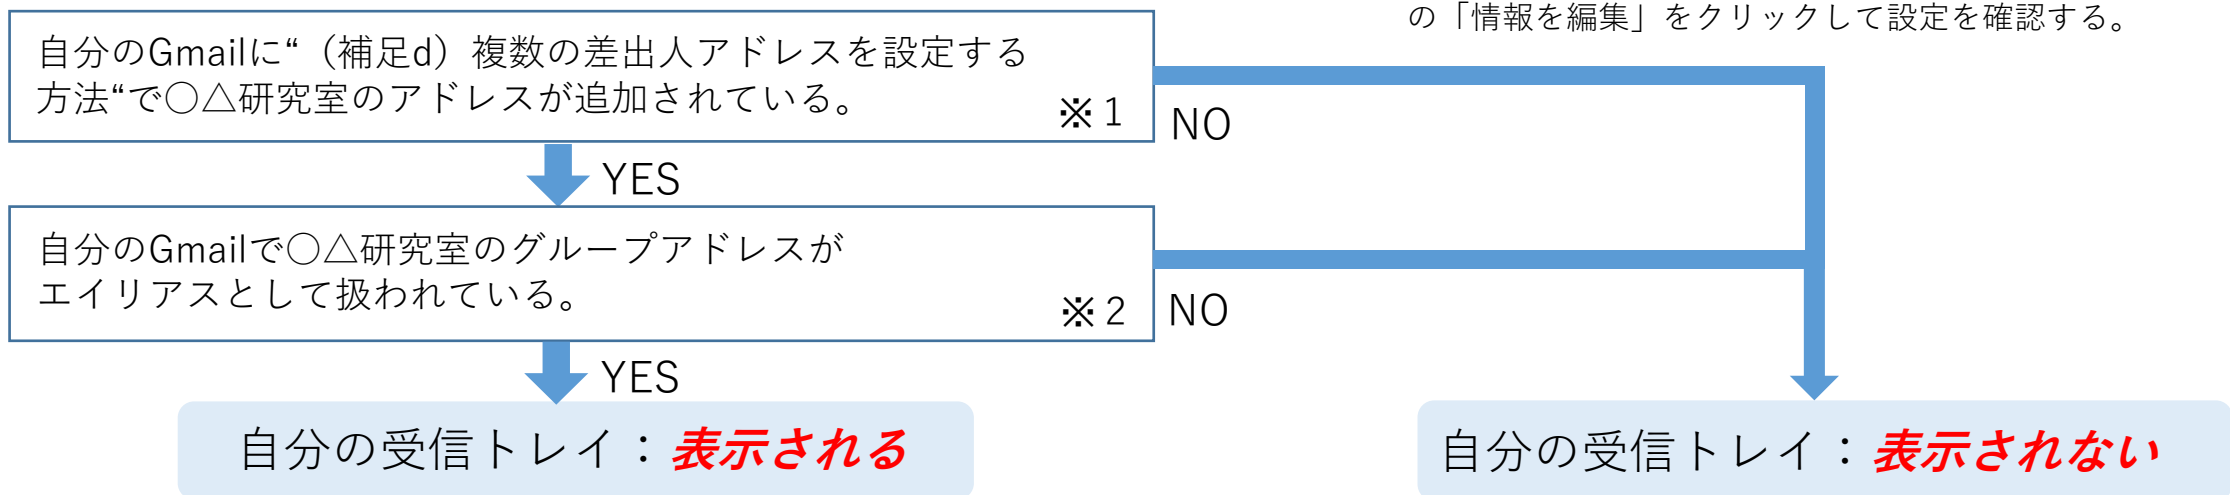 の「情報を編集」をクリックして設定を確認する。
自分のGmailに“（補足d）複数の差出人アドレスを設定する
方法“で○△研究室のアドレスが追加されている。
※1
NO
YES
自分のGmailで○△研究室のグループアドレスが
エイリアスとして扱われている。
※2
NO
YES
自分の受信トレイ：表示される
自分の受信トレイ：表示されない